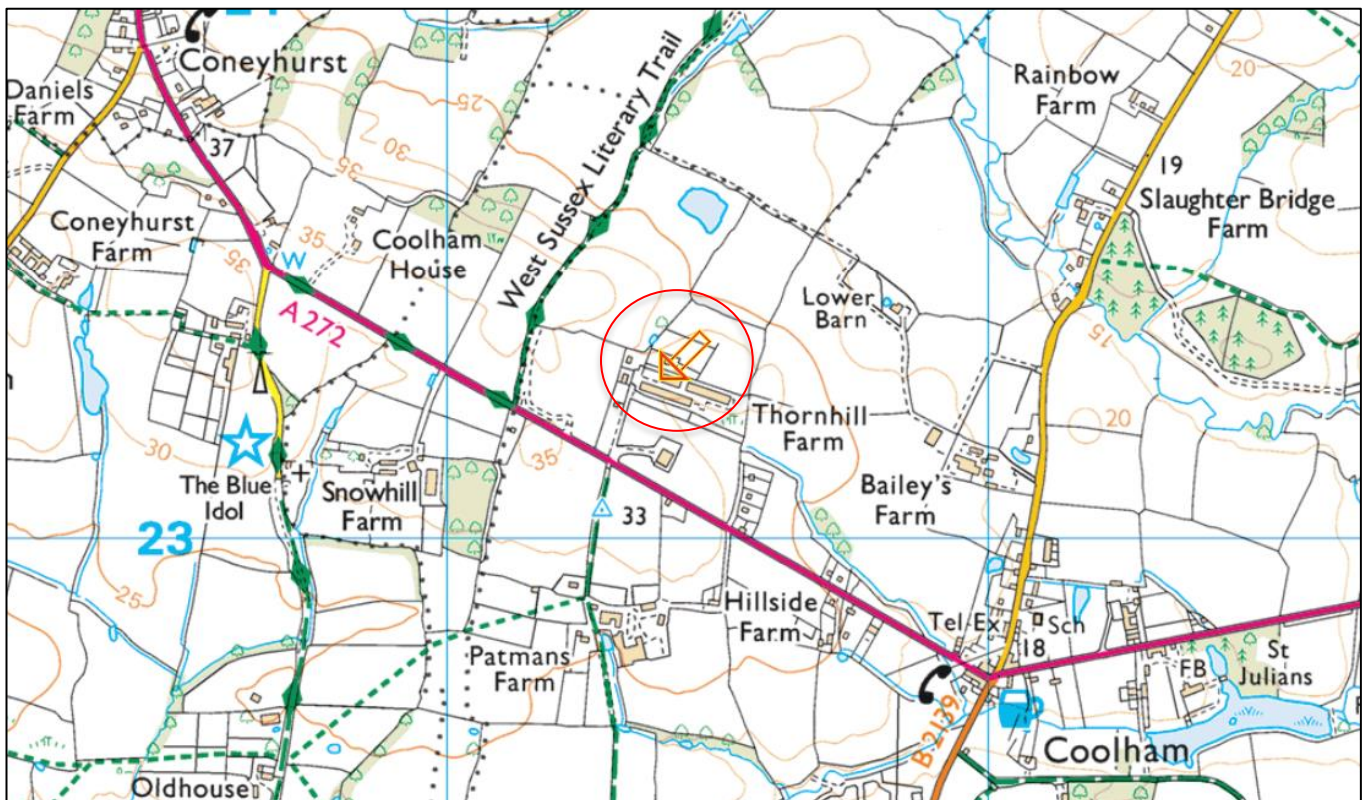 Coneyhurst
Daniels
Farm
37
25
30
35
West Sussex Literary Trail
Rainbow
Farm
20
19
Slaughter Bridge
Farm
Coneyhurst
Farm
35
W
35
Coolham
House
A 272
Lower
Barn
15
20
Thornhill
Farm
35
30
The Blue
Idol
Snowhill
Farm
Bailey's
Farm
33
23
25
Hillside
Farm
Tel Ex
Sch
18
Patmans
Farm
FB
St
Julians
B 2139
Coolham
Oldhouse